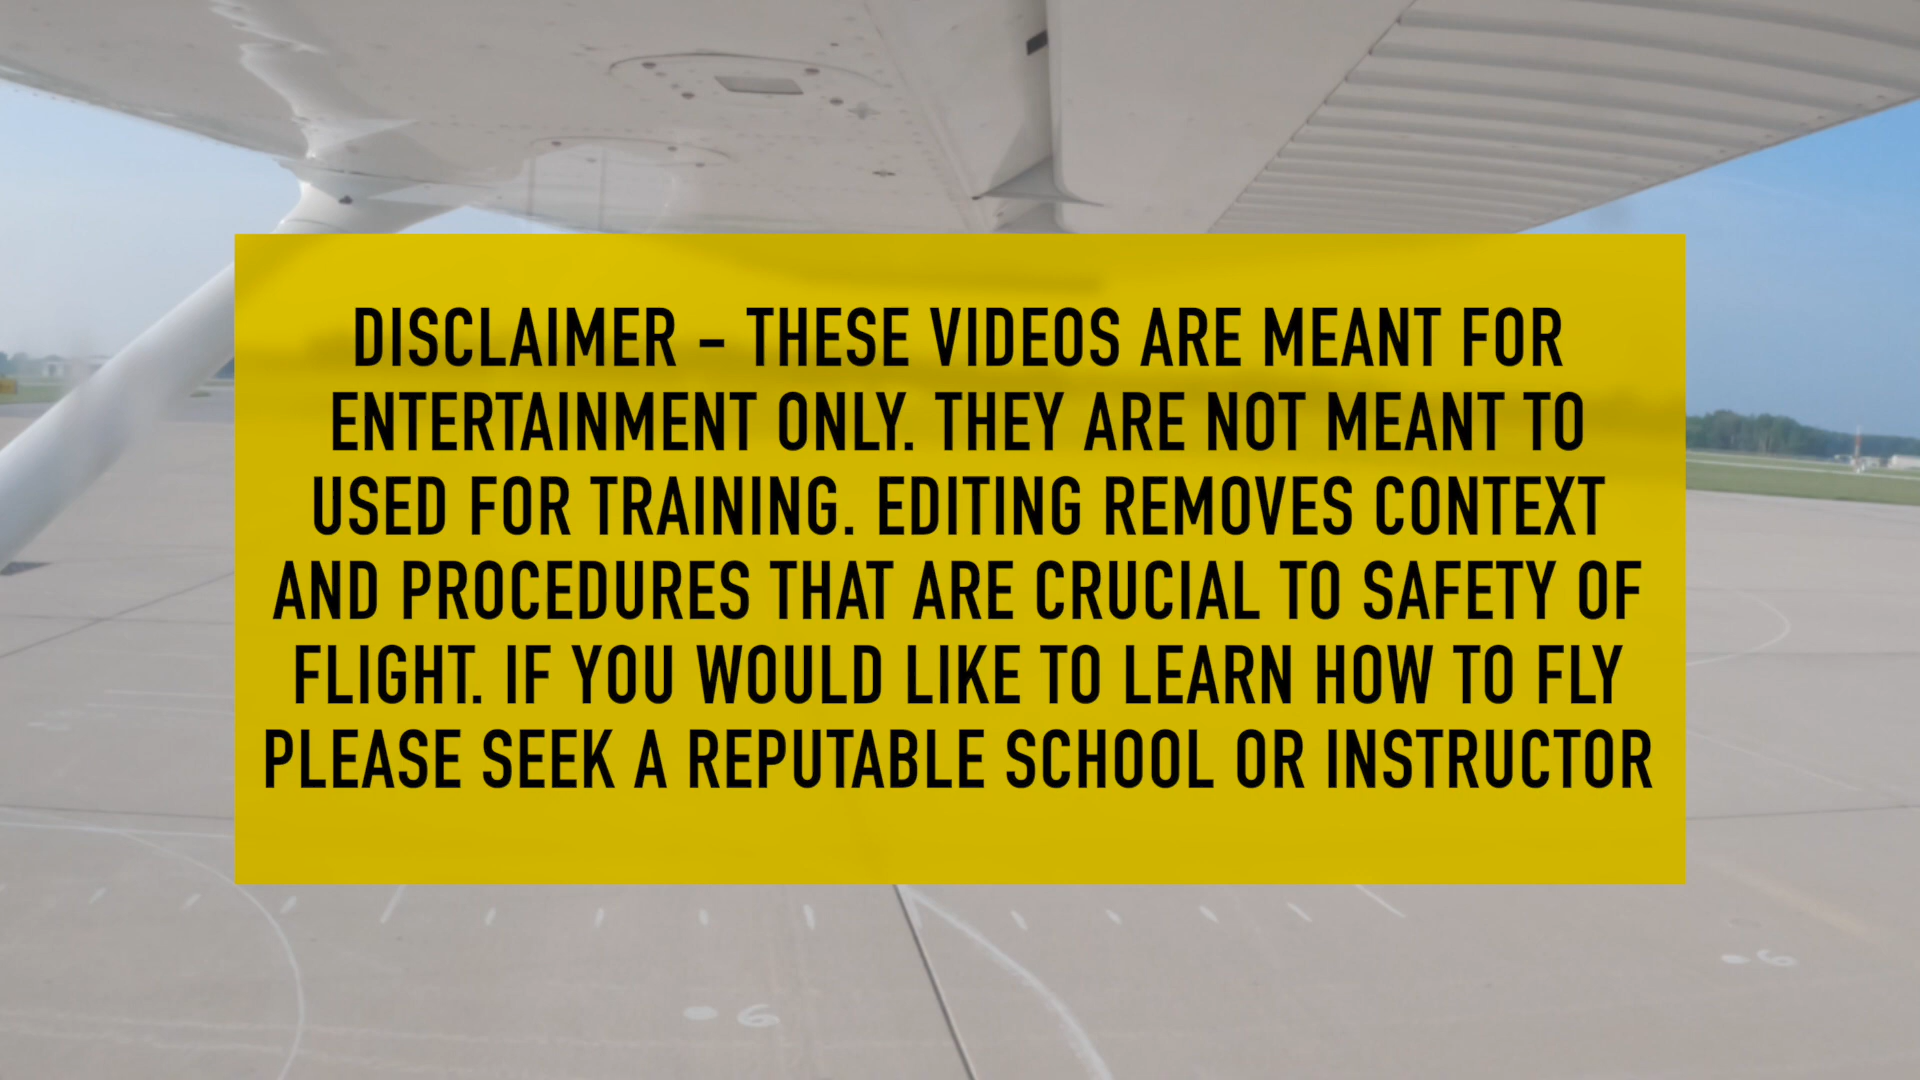 DISCLAIMER - THESE VIDEOS ARE MEANT FOR
ENTERTAINMENT ONLY. THEY ARE NOT MEANT TO
USED FOR TRAINING. EDITING REMOVES CONTEXT
AND PROCEDURES THAT ARE CRUCIAL TO SAFETY OF
FLIGHT. IF YOU WOULD LIKE TO LEARN HOW TO FLY
PLEASE SEEK A REPUTABLE SCHOOL OR INSTRUCTOR